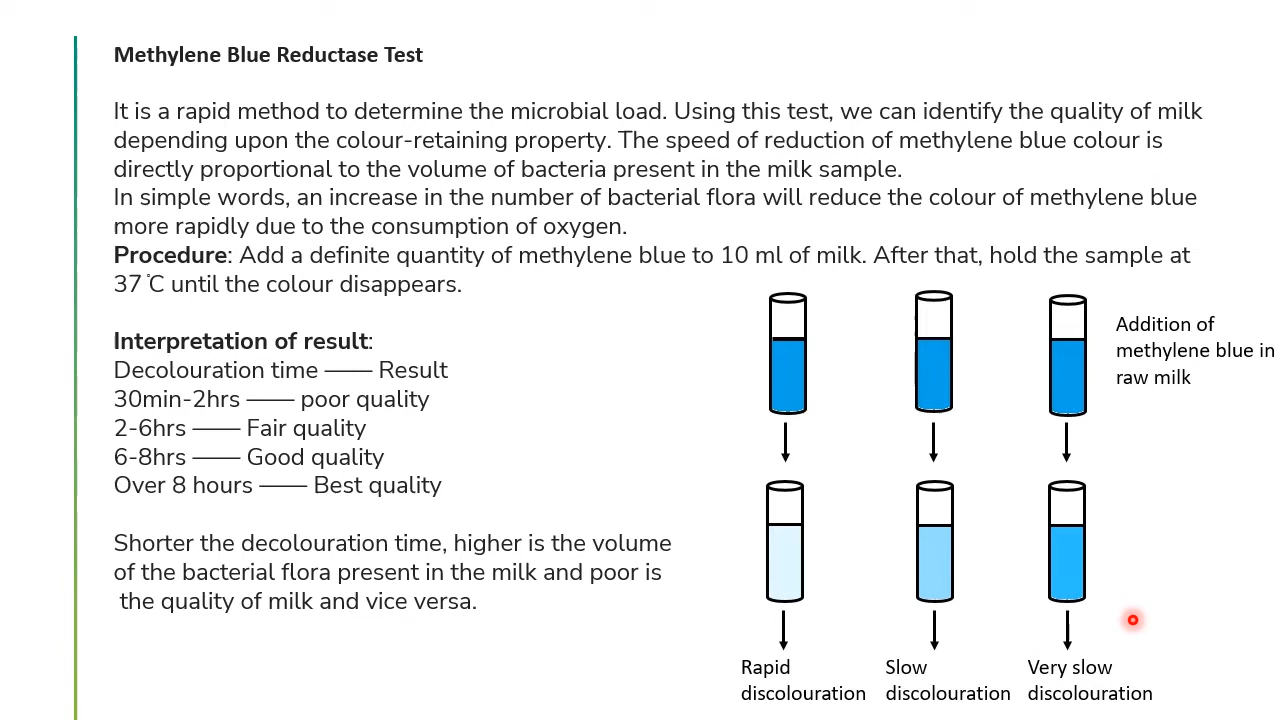 Methylene Blue Reductase Test
It is a rapid method to determine the microbial load. Using this test, we can identify the quality of milk
depending upon the colour-retaining property. The speed of reduction of methylene blue colour is
directly proportional to the volume of bacteria present in the milk sample.
In simple words, an increase in the number of bacterial flora will reduce the colour of methylene blue
more rapidly due to the consumption of oxygen.
Procedure: Add a definite quantity of methylene blue to 10 ml of milk. After that, hold the sample at
37 ̊C until the colour disappears.
Interpretation of result:
Decolouration time —— Result
30min-2hrs —— poor quality
2-6hrs —— Fair quality
6-8hrs —— Good quality
Over 8 hours —— Best quality
Shorter the decolouration time, higher is the volume
of the bacterial flora present in the milk and poor is
the quality of milk and vice versa.
Addition of
methylene blue in
raw milk
Rapid
discolouration
Slow
discolouration
Very slow
discolouration